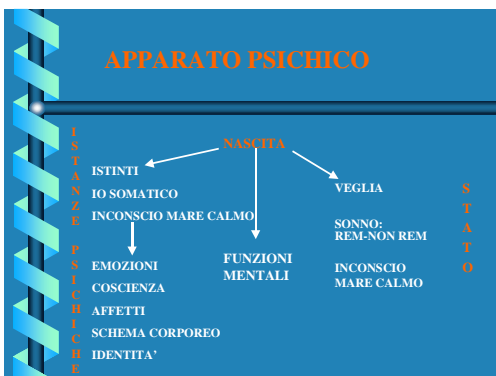 APPARATO PSICHICO
ISTANZE PSICHICHE
NASCITA
ISTINTI
IO SOMATICO
INCONSCIO MARE CALMO
EMOZIONI
COSCIENZA
AFFETTI
SCHEMA CORPOREO
IDENTITA’
FUNZIONI
MENTALI
VEGLIA
SONNO:
REM-NON REM
INCONSCIO
MARE CALMO
STATO